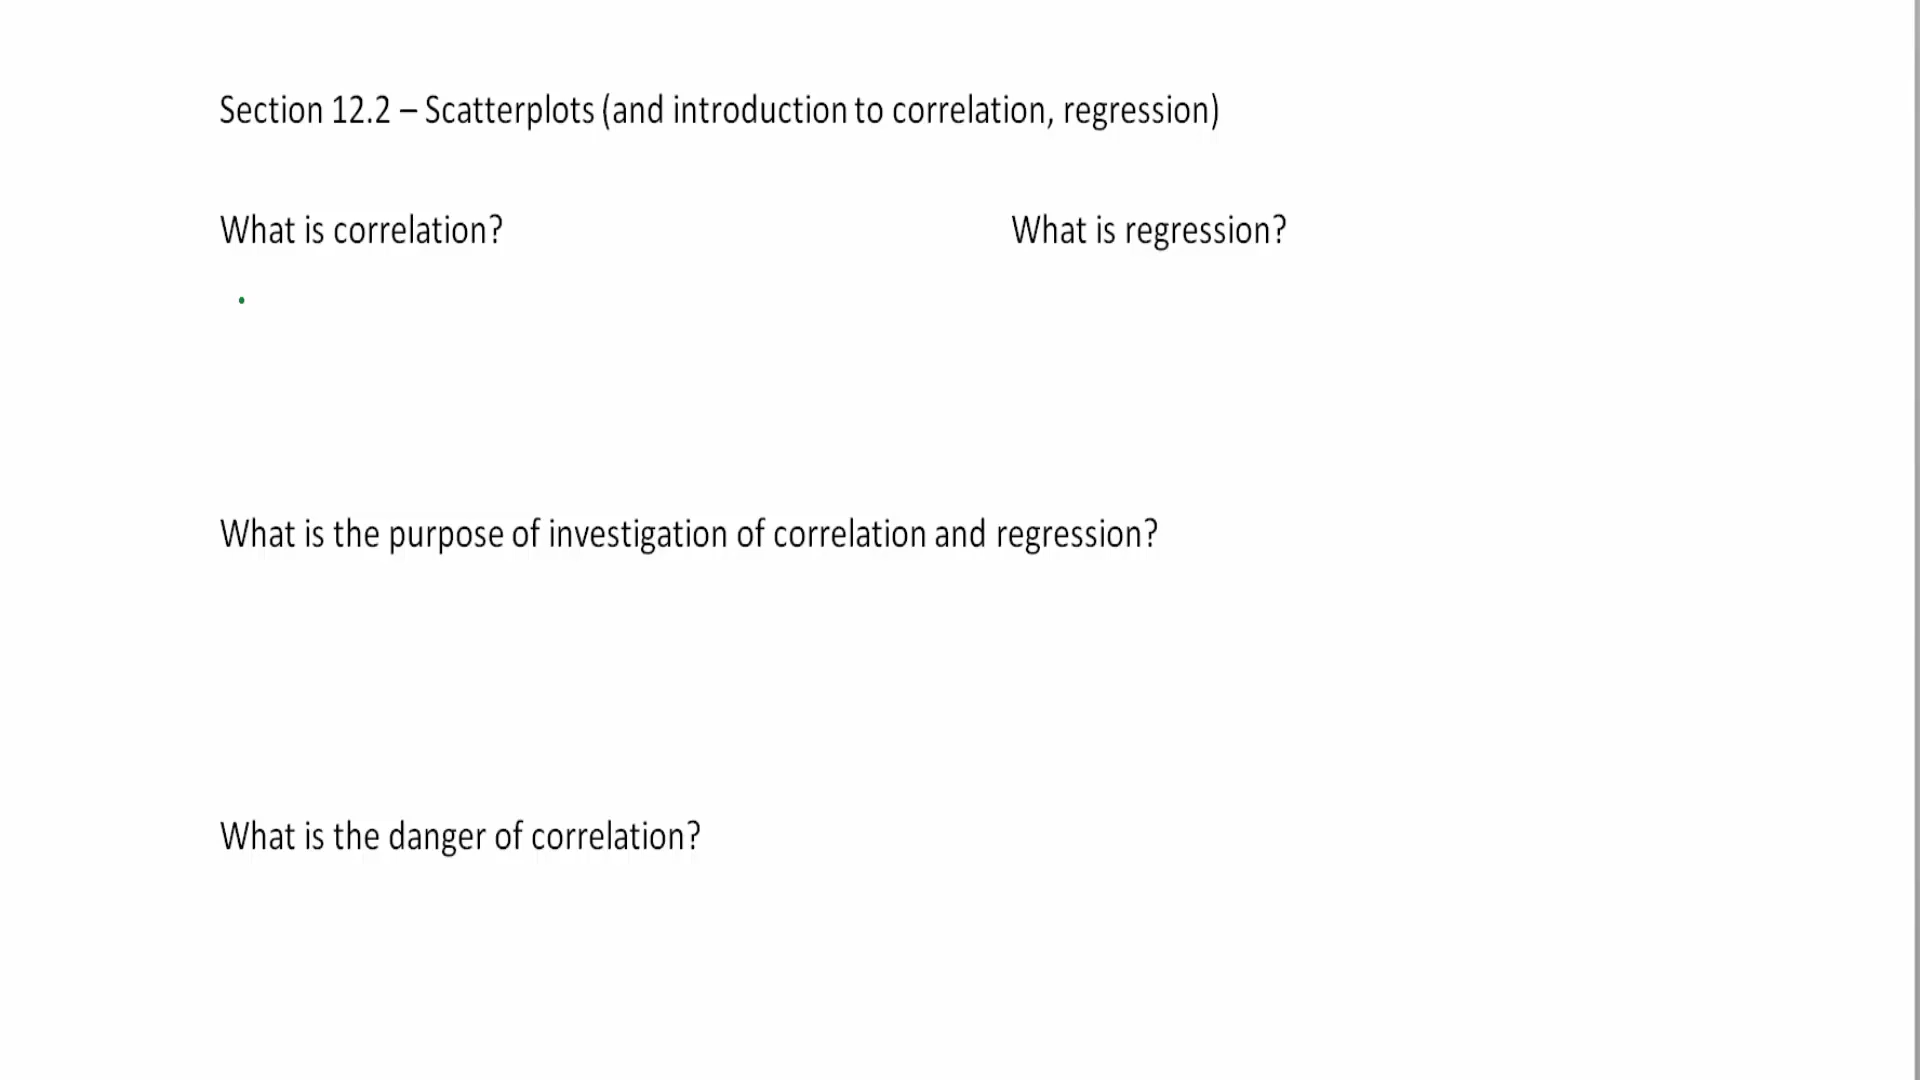 Section 12.2 – Scatterplots (and introduction to correlation, regression)
What is correlation?
What is regression?
What is the purpose of investigation of correlation and regression?
What is the danger of correlation?